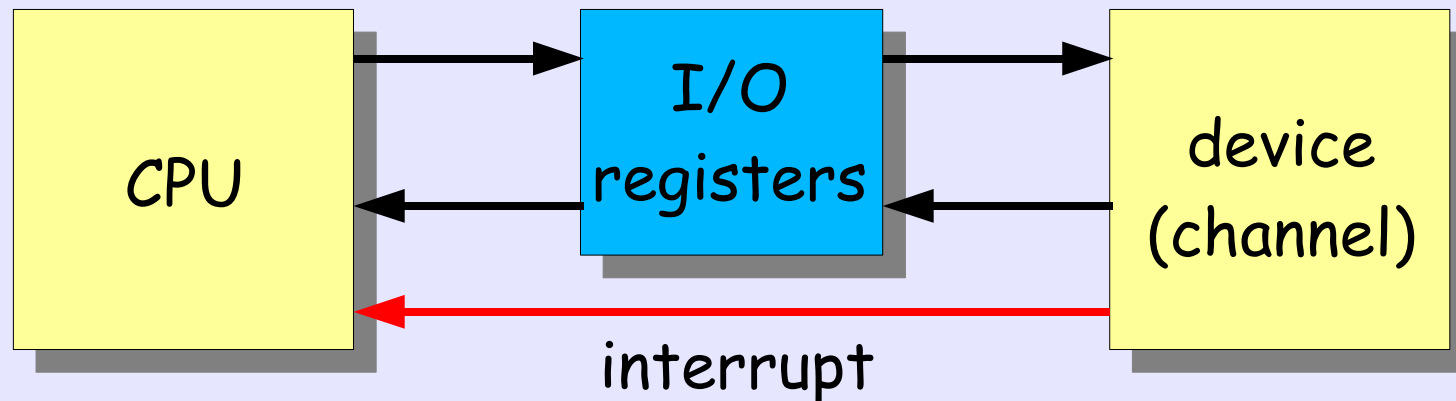 CPU
I/O
registers
device
(channel)
interrupt